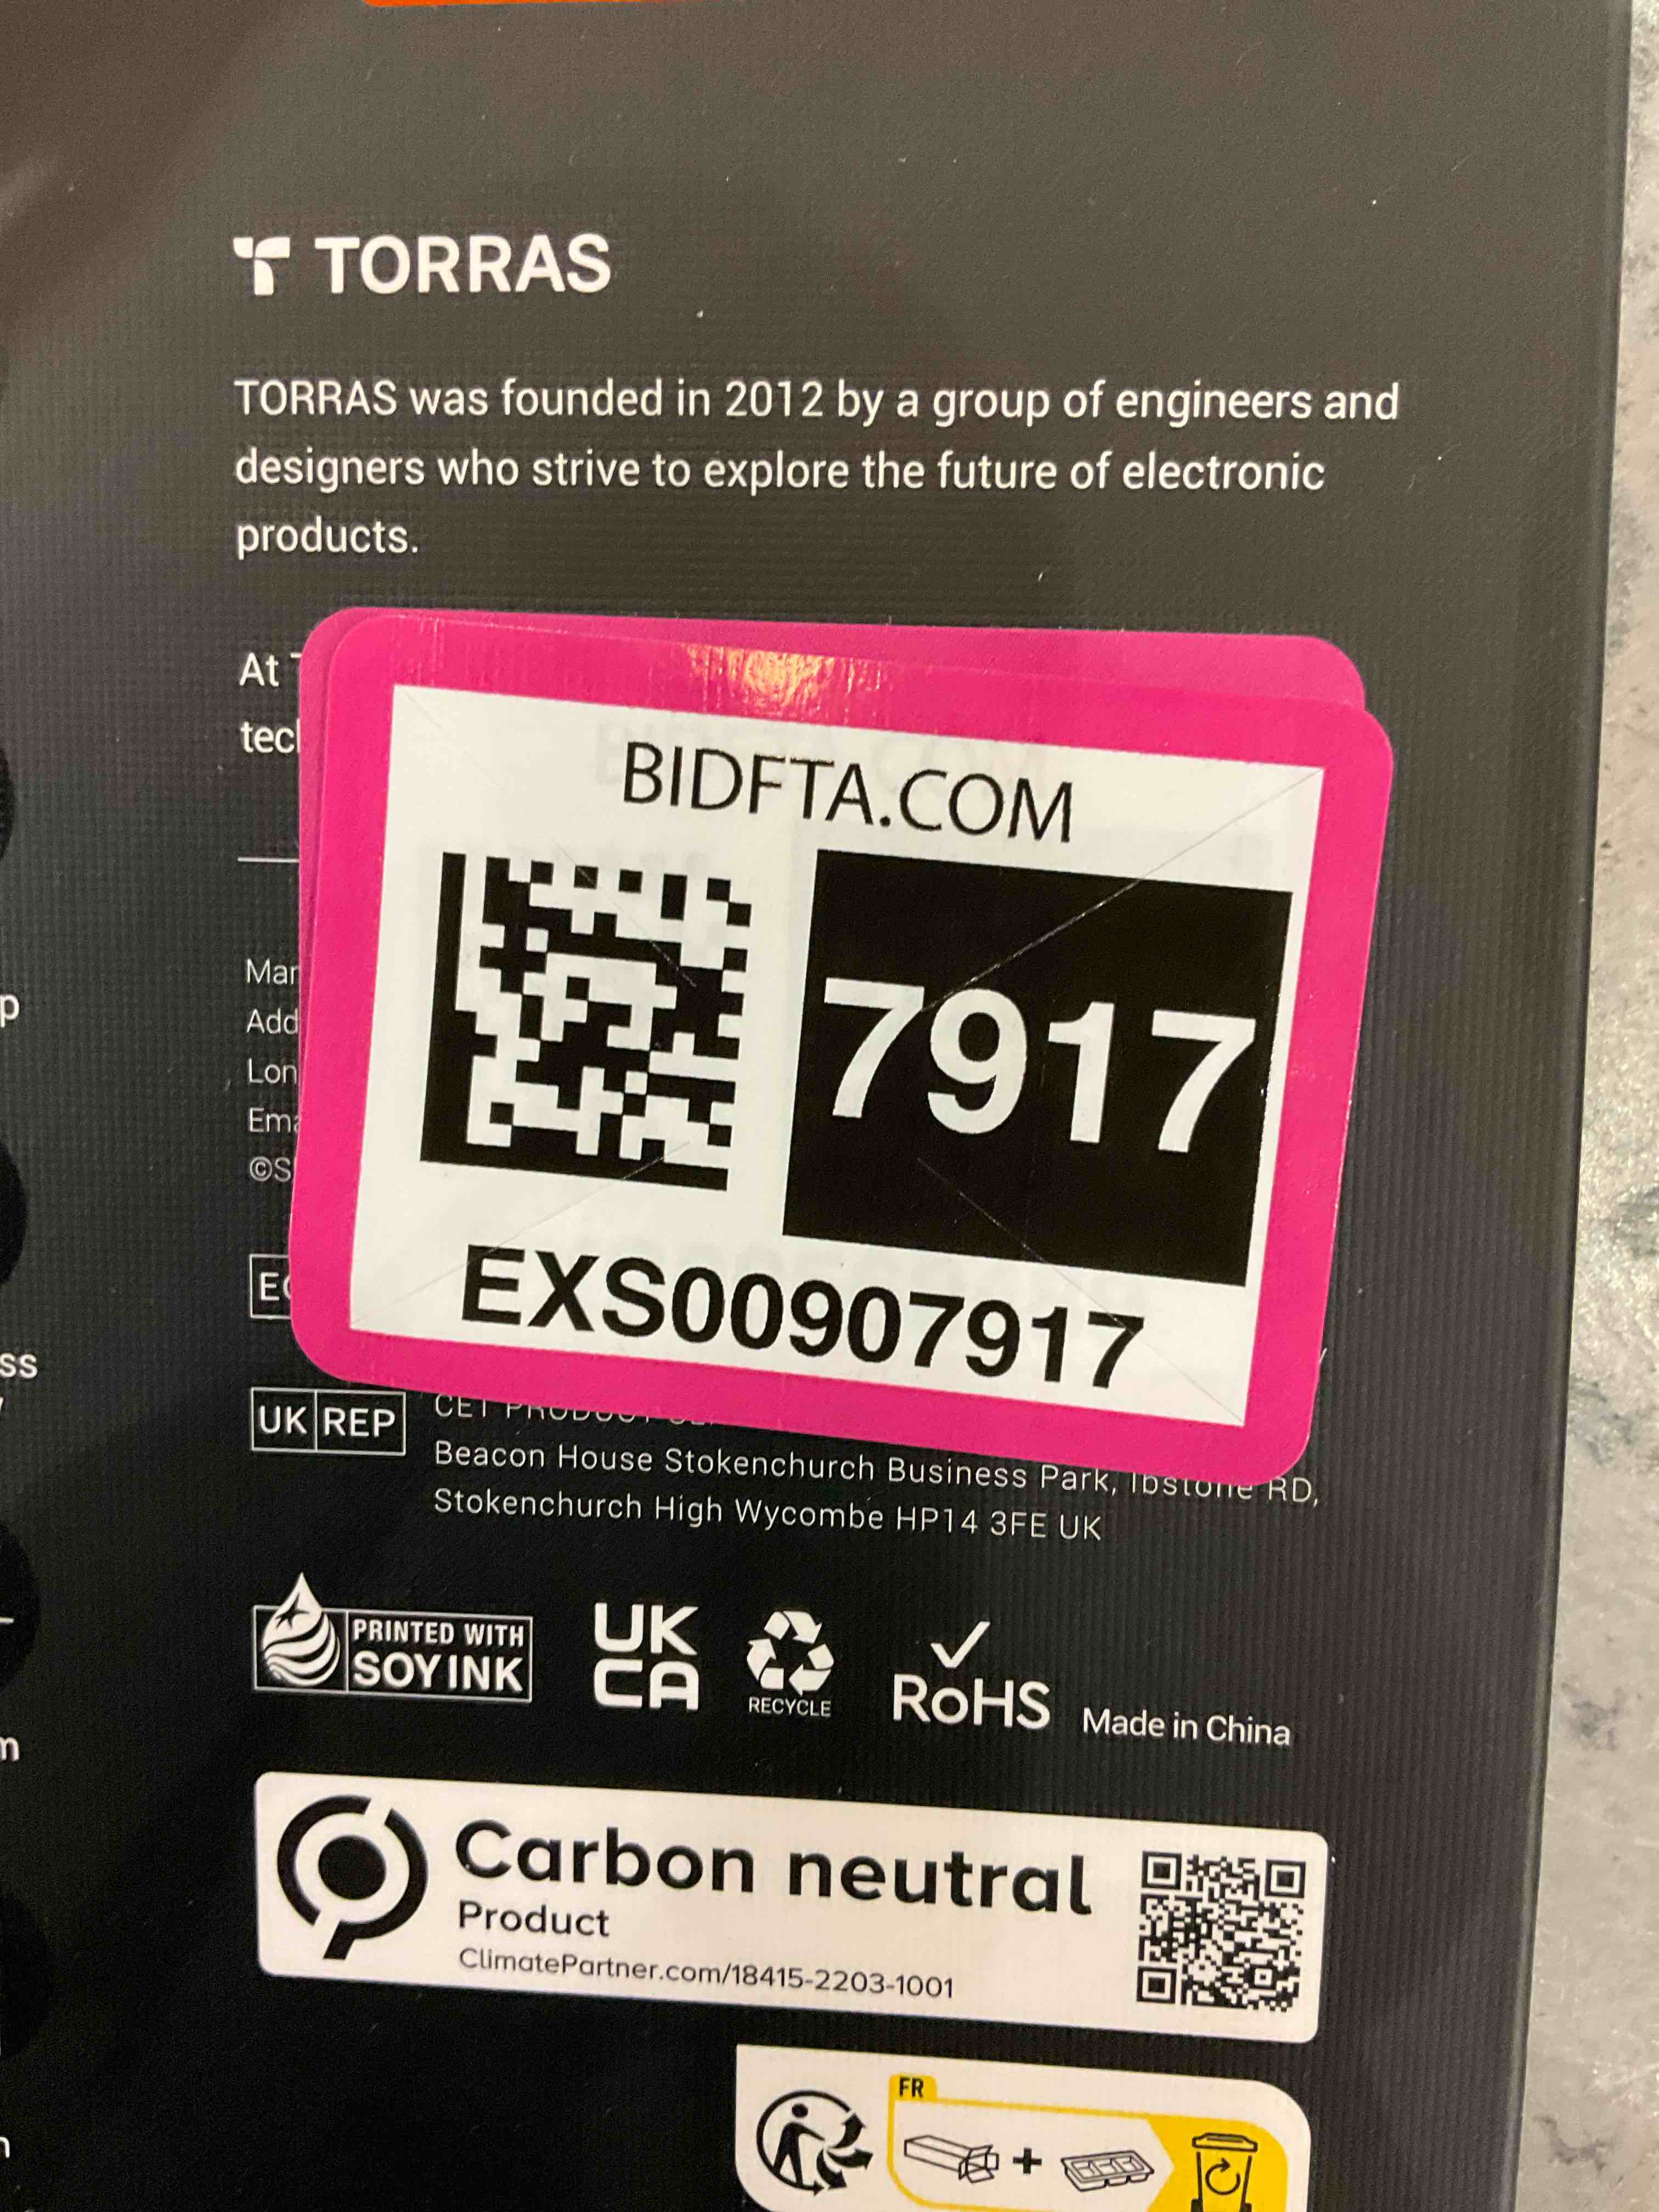 TORRAS
TORRAS was founded in 2012 by a group of engineers and
designers who strive to explore the future of electronic
products.
At
BIDFTA.COM
7917
EXS00907917
UK REP
Beacon House Stokenchurch Business Park, Ibstone RD,
Stokenchurch High Wycombe HP14 3FE UK
PRINTED WITH
SOY INK
UK
CA
RECYCLE
RoHS
Made in China
Carbon neutral
Product
ClimatePartner.com/18415-2203-1001
FR
+